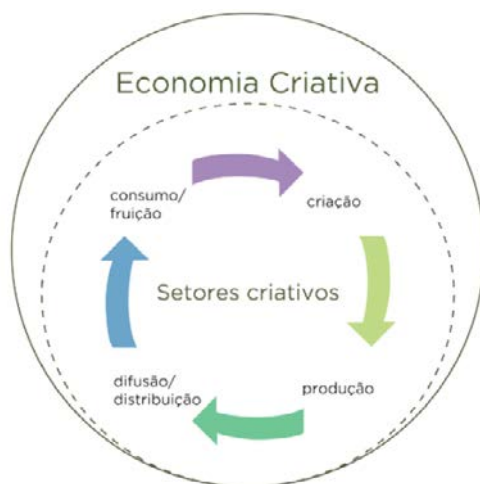 Economia Criativa
consumo/
fruição
criação
Setores criativos
difusão/
distribuição
produção